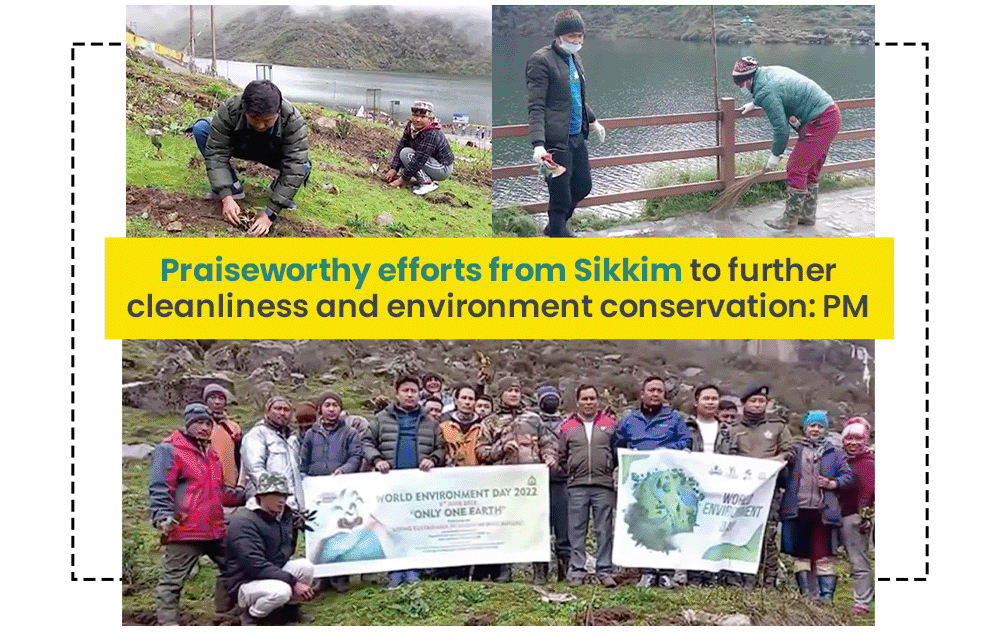 Praiseworthy efforts from Sikkim to further
cleanliness and environment conservation: PM
WORLD ENVIRONMENT DAY 2022
"ONLY ONE EARTH"
WORLD
ENVIRONMENT
DAY